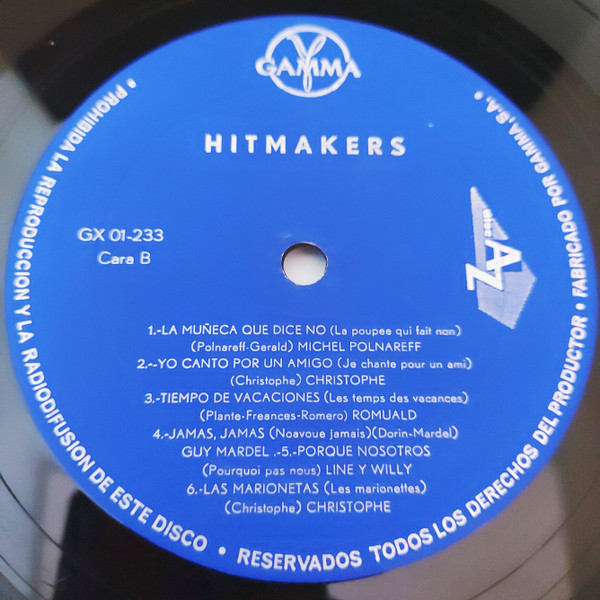 GAMMA
HITMAKERS
GX 01-233
Cara B
disc AZ
1.-LA MUÑECA QUE DICE NO (La poupee qui fait non)
(Polnareff-Gerald) MICHEL POLNAREFF
2.--YO CANTO POR UN AMIGO (Je chante pour un ami)
(Christophe) CHRISTOPHE
3.-TIEMPO DE VACACIONES (Les temps des vacances)
(Plante-Freances-Romero) ROMUALD
4.-JAMAS, JAMAS (Noavoue jamais)(Dorin-Mardel)
GUY MARDEL .-5.-PORQUE NOSOTROS
(Pourquoi pas nous) LINE Y WILLY
6.-LAS MARIONETAS (Les marionettes)
(Christophe) CHRISTOPHE
• PROHIBIDA LA REPRODUCCION Y LA RADIODIFUSION DE ESTE DISCO • RESERVADOS TODOS LOS DERECHOS DEL PRODUCTOR • FABRICADO POR GAMMA, S.A. •